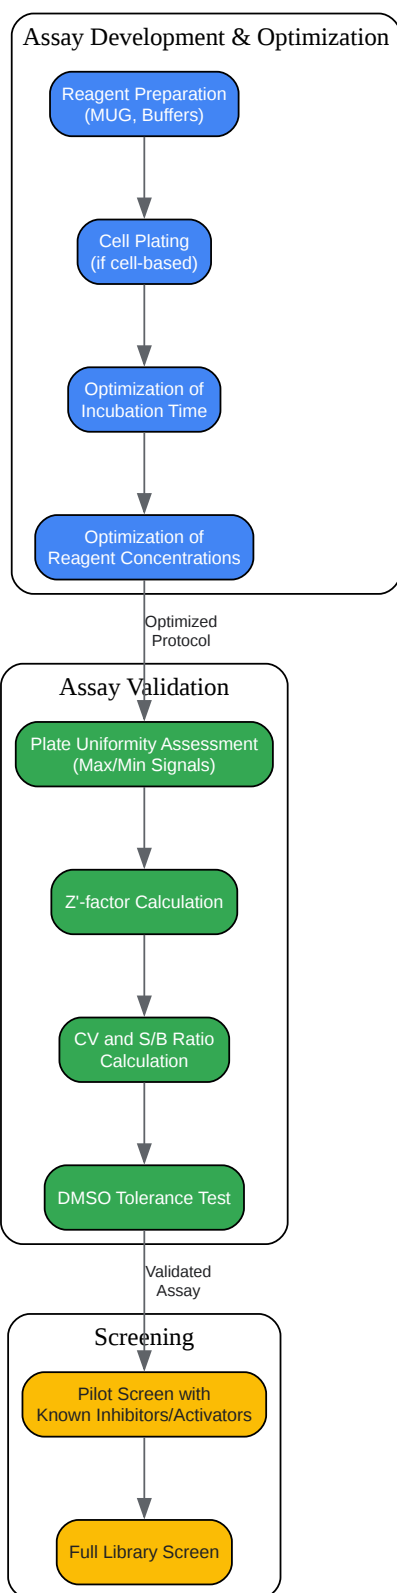 Assay Development & Optimization
Reagent Preparation
(MUG, Buffers)
Cell Plating
(if cell-based)
Optimization of
Incubation Time
Optimization of
Reagent Concentrations
Optimized
Protocol
Assay Validation
Plate Uniformity Assessment
(Max/Min Signals)
Z'-factor Calculation
CV and S/B Ratio
Calculation
DMSO Tolerance Test
Validated
Assay
Screening
Pilot Screen with
Known Inhibitors/Activators
Full Library Screen